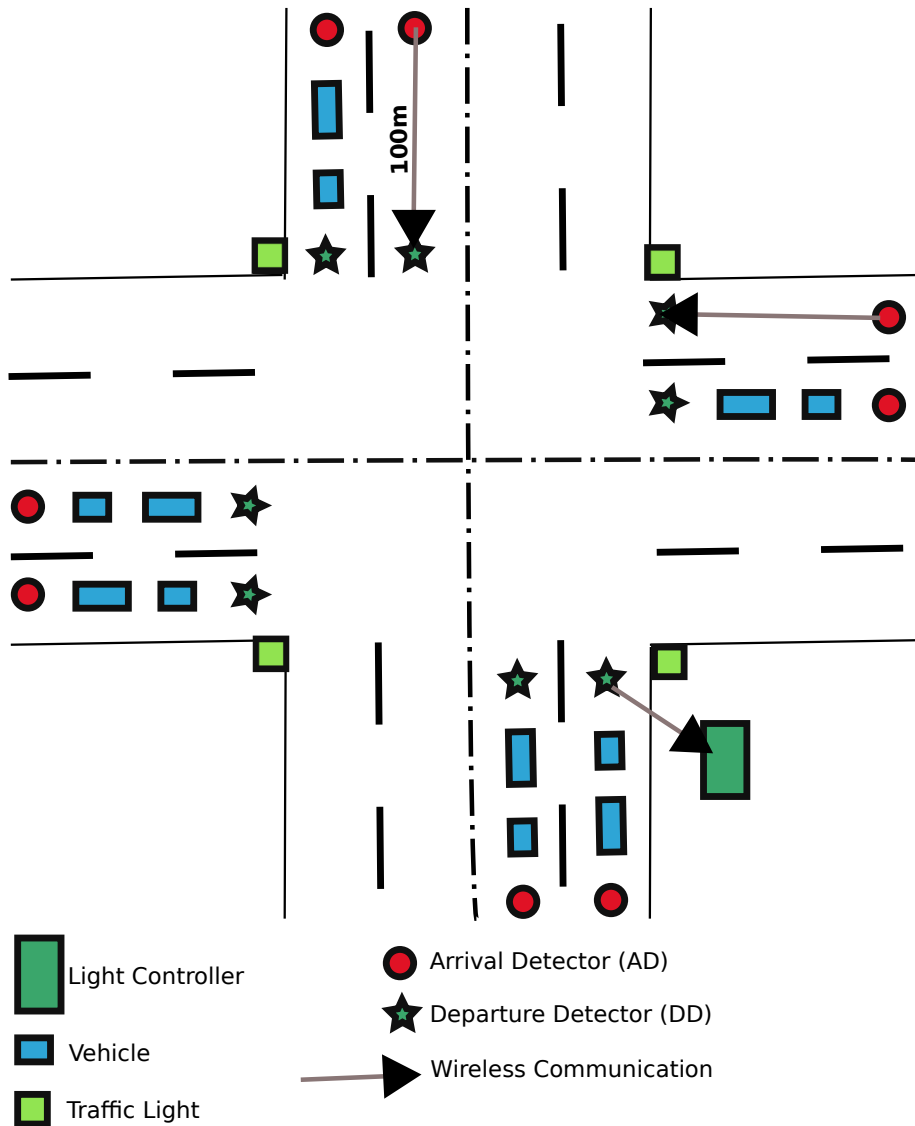 100m
Light Controller
Vehicle
Traffic Light
Arrival Detector (AD)
Departure Detector (DD)
Wireless Communication